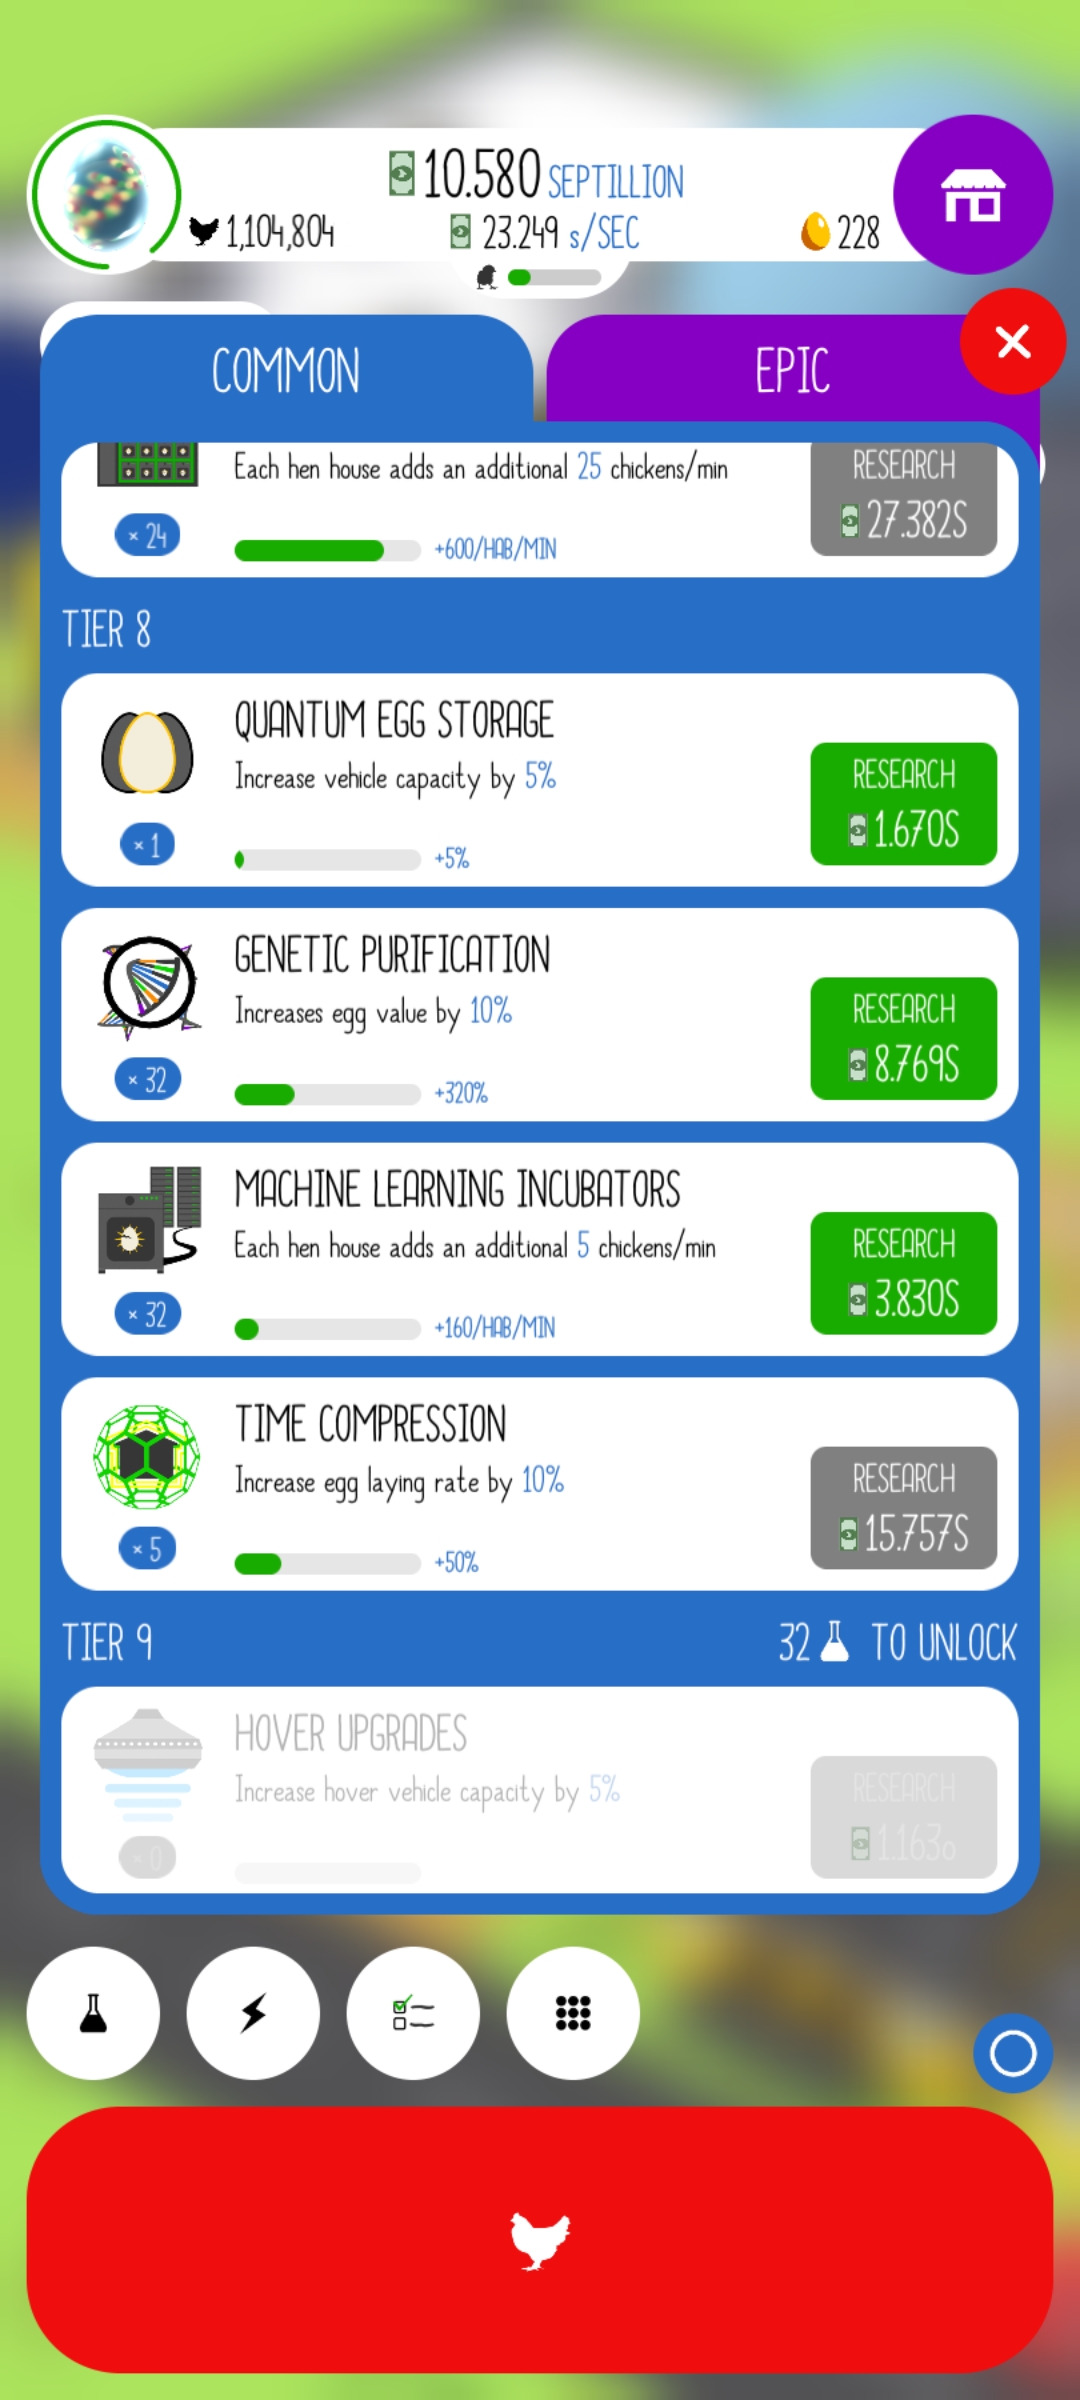 10.580 SEPTILLION
1,104,804
23.249 s/SEC
228
COMMON
EPIC
Each hen house adds an additional 25 chickens/min
RESEARCH
27.382S
× 24
+600/HAB/MIN
TIER 8
QUANTUM EGG STORAGE
Increase vehicle capacity by 5%
RESEARCH
1.670S
× 1
+5%
GENETIC PURIFICATION
Increases egg value by 10%
RESEARCH
8.769S
× 32
+320%
MACHINE LEARNING INCUBATORS
Each hen house adds an additional 5 chickens/min
RESEARCH
3.830S
× 32
+160/HAB/MIN
TIME COMPRESSION
Increase egg laying rate by 10%
RESEARCH
15.757S
× 5
+50%
TIER 9
32 TO UNLOCK
HOVER UPGRADES
Increase hover vehicle capacity by 5%
RESEARCH
1.163o
× 0